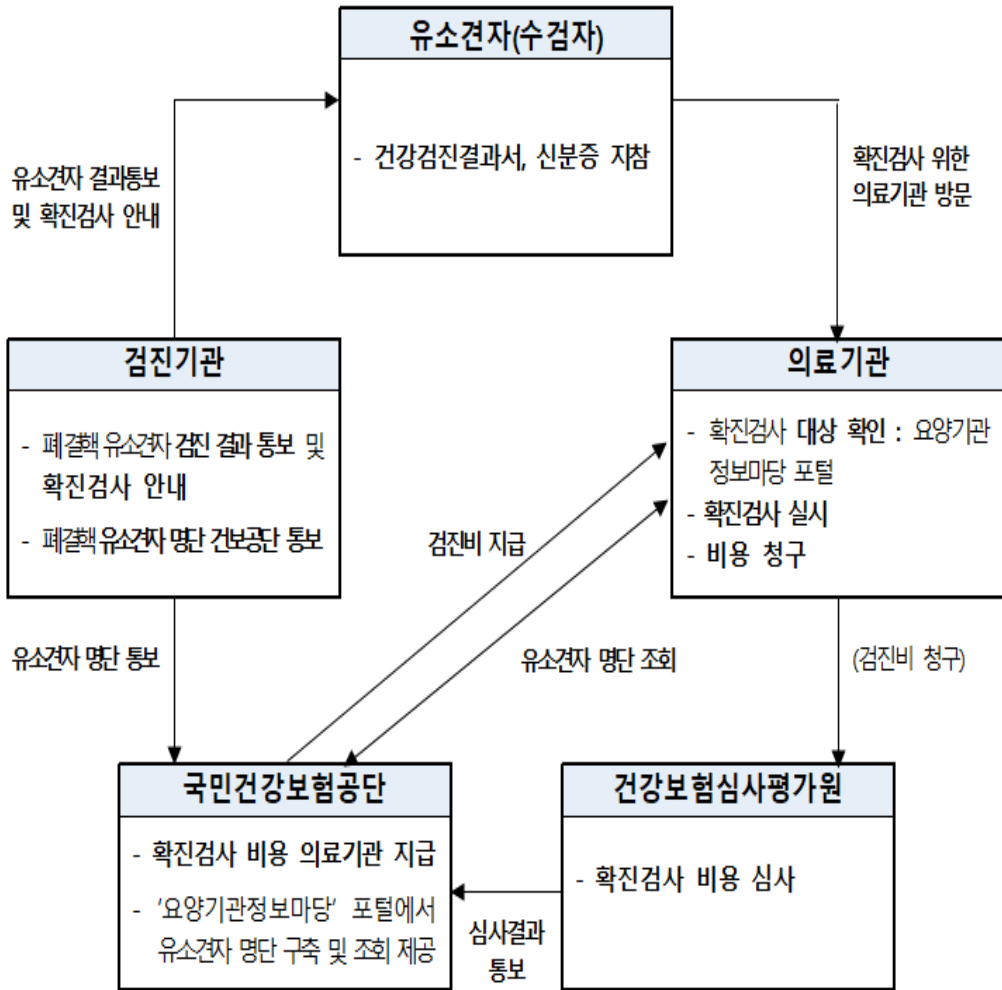 유소견자(수검자)
- 건강검진결과서, 신분증 지참
유소견자 결과통보
및 확진검사 안내
확진검사 위한
의료기관 방문
검진기관
- 폐결핵 유소견자 검진 결과 통보 및
확진검사 안내
- 폐결핵 유소견자 명단 건보공단 통보
의료기관
- 확진검사 대상 확인 : 요양기관
정보마당 포털
- 확진검사 실시
- 비용 청구
검진비 지급
유소견자 명단 조회
유소견자 명단 통보
(검진비 청구)
국민건강보험공단
- 확진검사 비용 의료기관 지급
- '요양기관정보마당' 포털에서
유소견자 명단 구축 및 조회 제공
심사결과
통보
건강보험심사평가원
- 확진검사 비용 심사